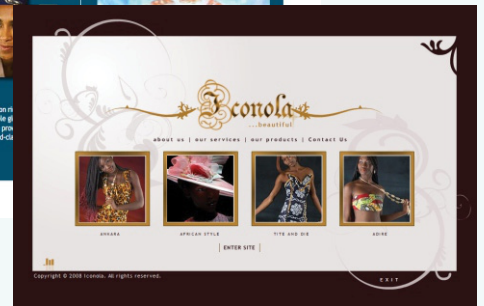 Iconola
...beautiful
about us | our services | our products | Contact Us
ANKARA
AFRICAN STYLE
TIYE AND DIE
ADIRE
| ENTER SITE |
Copyright © 2008 Iconola. All rights reserved.
EXIT